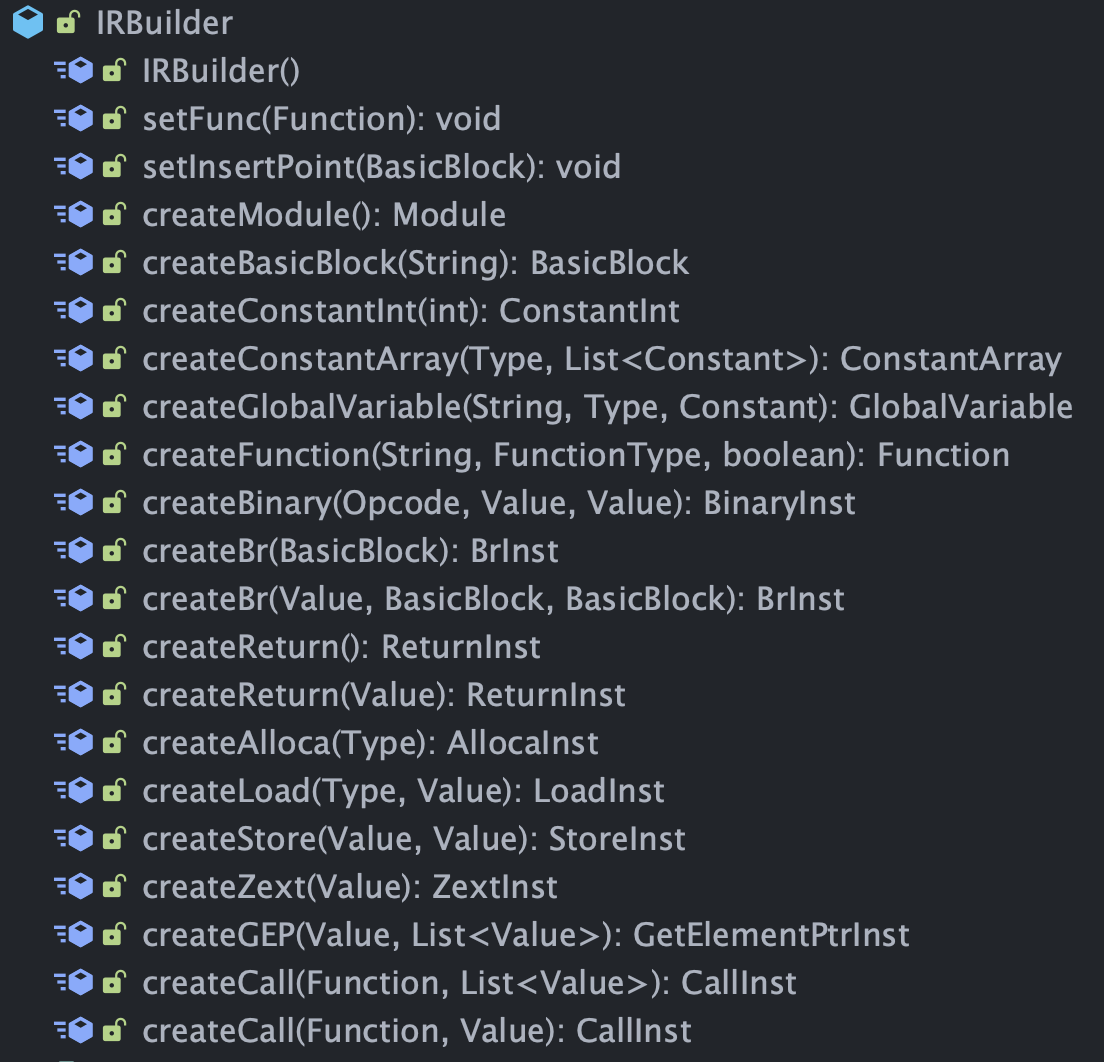 IRBuilder
IRBuilder()
setFunc(Function): void
setInsertPoint(BasicBlock): void
createModule(): Module
createBasicBlock(String): BasicBlock
createConstantInt(int): ConstantInt
createConstantArray(Type, List<Constant>): ConstantArray
createGlobalVariable(String, Type, Constant): GlobalVariable
createFunction(String, FunctionType, boolean): Function
createBinary(Opcode, Value, Value): BinaryInst
createBr(BasicBlock): BrInst
createBr(Value, BasicBlock, BasicBlock): BrInst
createReturn(): ReturnInst
createReturn(Value): ReturnInst
createAlloca(Type): AllocaInst
createLoad(Type, Value): LoadInst
createStore(Value, Value): StoreInst
createZext(Value): ZextInst
createGEP(Value, List<Value>): GetElementPtrInst
createCall(Function, List<Value>): CallInst
createCall(Function, Value): CallInst